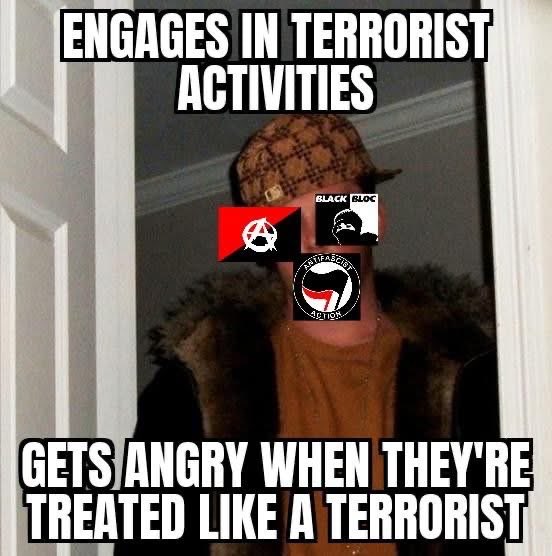 ENGAGES IN TERRORIST
ACTIVITIES
BLACK BLOC
ANTIFASCIST
ACTION
GETS ANGRY WHEN THEY'RE
TREATED LIKE A TERRORIST